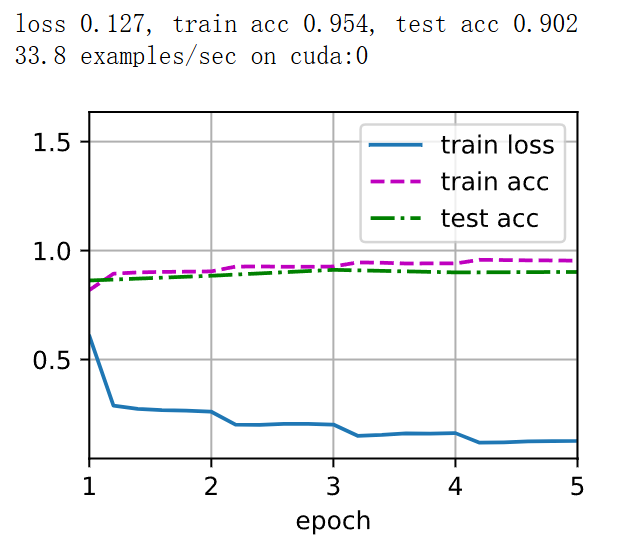 loss 0.127, train acc 0.954, test acc 0.902
33.8 examples/sec on cuda:0
1.5
1.0
0.5
train loss
train acc
test acc
1 2 3 4 5
epoch